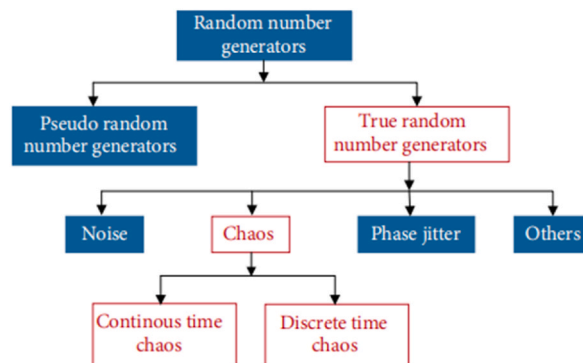 Random number
generators
Pseudo random
number generators
True random
number generators
Noise
Chaos
Phase jitter
Others
Continous time
chaos
Discrete time
chaos